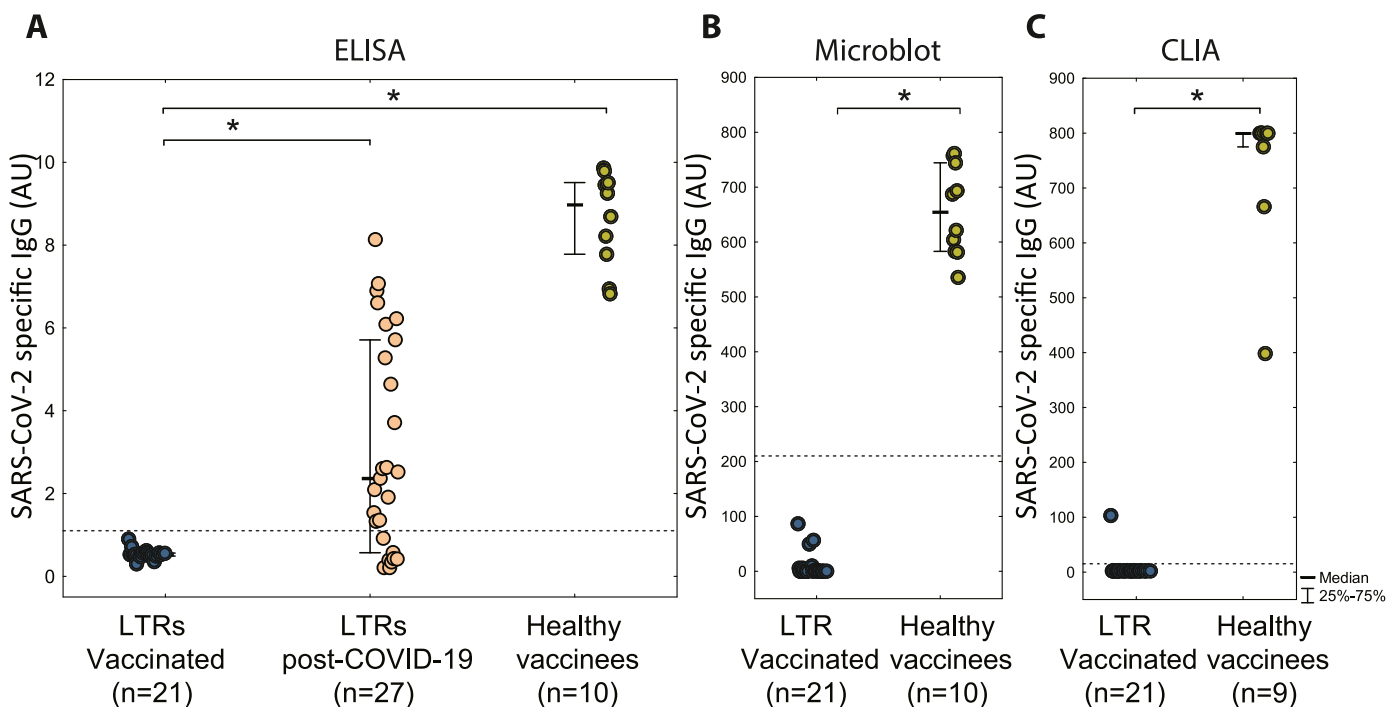 A
ELISA
SARS-CoV-2 specific IgG (AU)
12
10
8
6
4
2
0
*
*
LTRs
Vaccinated
(n=21)
LTRs
post-COVID-19
(n=27)
Healthy
vaccinees
(n=10)
B
Microblot
SARS-CoV-2 specific IgG (AU)
900
800
700
600
500
400
300
200
100
0
*
LTR
Vaccinated
(n=21)
Healthy
vaccinees
(n=10)
C
CLIA
SARS-CoV-2 specific IgG (AU)
900
800
700
600
500
400
300
200
100
0
*
LTR
Vaccinated
(n=21)
Healthy
vaccinees
(n=9)
Median
25%-75%